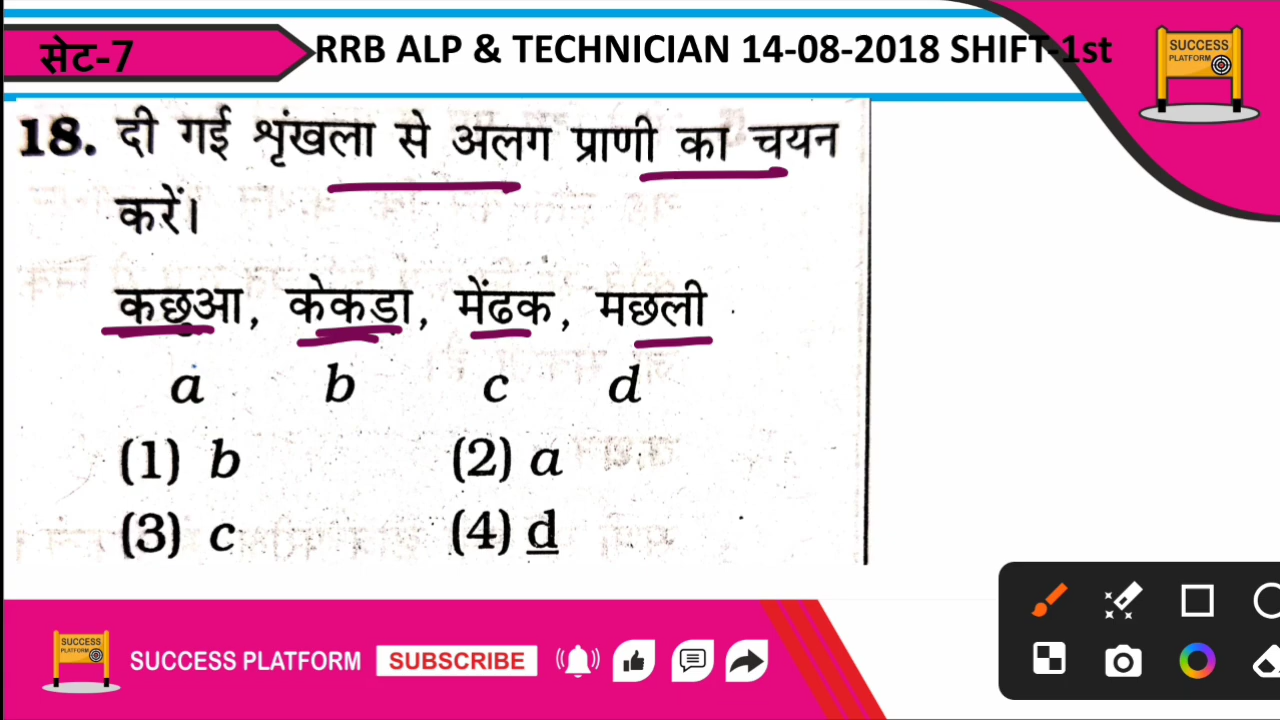 सेट-7
RRB ALP & TECHNICIAN 14-08-2018 SHIFT-1st
SUCCESS
PLATFORM
18. दी गई श्रृंखला से अलग प्राणी का चयन
करें।
कछुआ, केकडा, मेंढक, मछली
a b c d
(1) b (2) a
(3) c (4) d
SUCCESS
PLATFORM
SUCCESS PLATFORM SUBSCRIBE